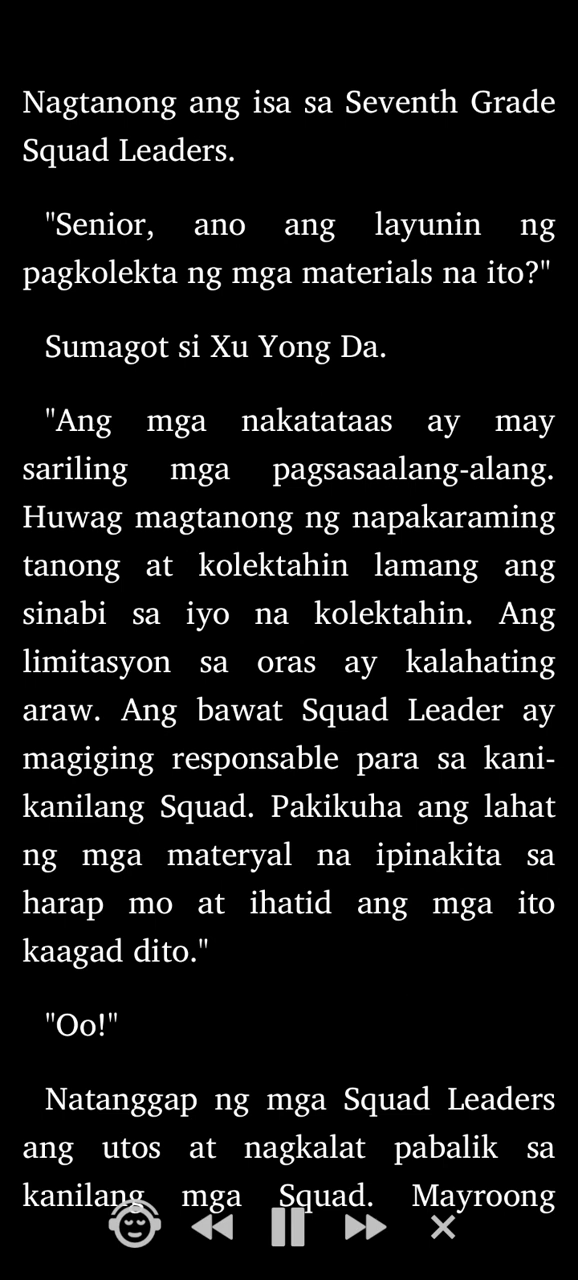 Nagtanong ang isa sa Seventh Grade
Squad Leaders.
"Senior, ano ang layunin ng
pagkolekta ng mga materials na ito?"
Sumagot si Xu Yong Da.
"Ang mga nakatataas ay may
sariling mga pagsasaalang-alang.
Huwag magtanong ng napakaraming
tanong at kolektahin lamang ang
sinabi sa iyo na kolektahin. Ang
limitasyon sa oras ay kalahating
araw. Ang bawat Squad Leader ay
magiging responsable para sa kani-
kanilang Squad. Pakikuha ang lahat
ng mga materyal na ipinakita sa
harap mo at ihatid ang mga ito
kaagad dito."
"Oo!"
Natanggap ng mga Squad Leaders
ang utos at nagkalat pabalik sa
kanilang mga Squad. Mayroong